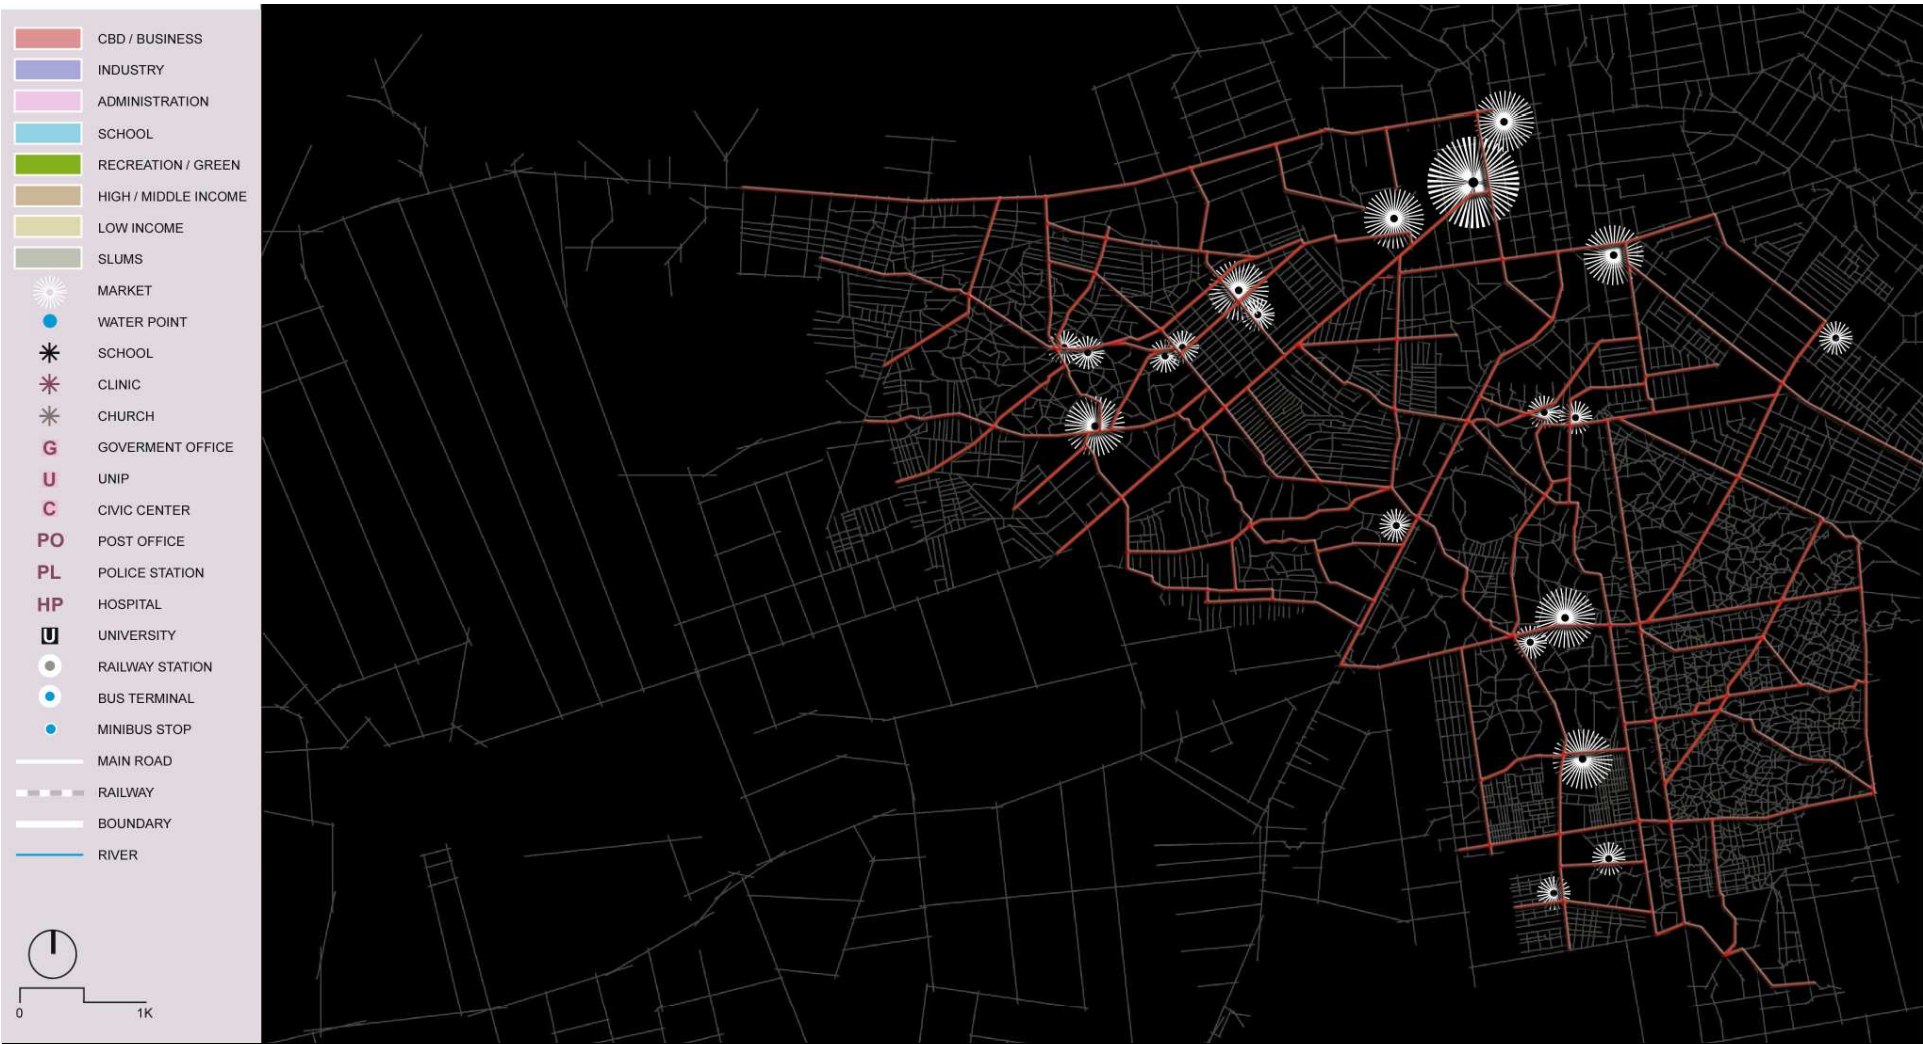 CBD / BUSINESS
INDUSTRY
ADMINISTRATION
SCHOOL
RECREATION / GREEN
HIGH / MIDDLE INCOME
LOW INCOME
SLUMS
MARKET
WATER POINT
SCHOOL
CLINIC
CHURCH
G GOVERMENT OFFICE
U UNIP
C CIVIC CENTER
PO POST OFFICE
PL POLICE STATION
HP HOSPITAL
U UNIVERSITY
RAILWAY STATION
BUS TERMINAL
MINIBUS STOP
MAIN ROAD
RAILWAY
BOUNDARY
RIVER
0 1K